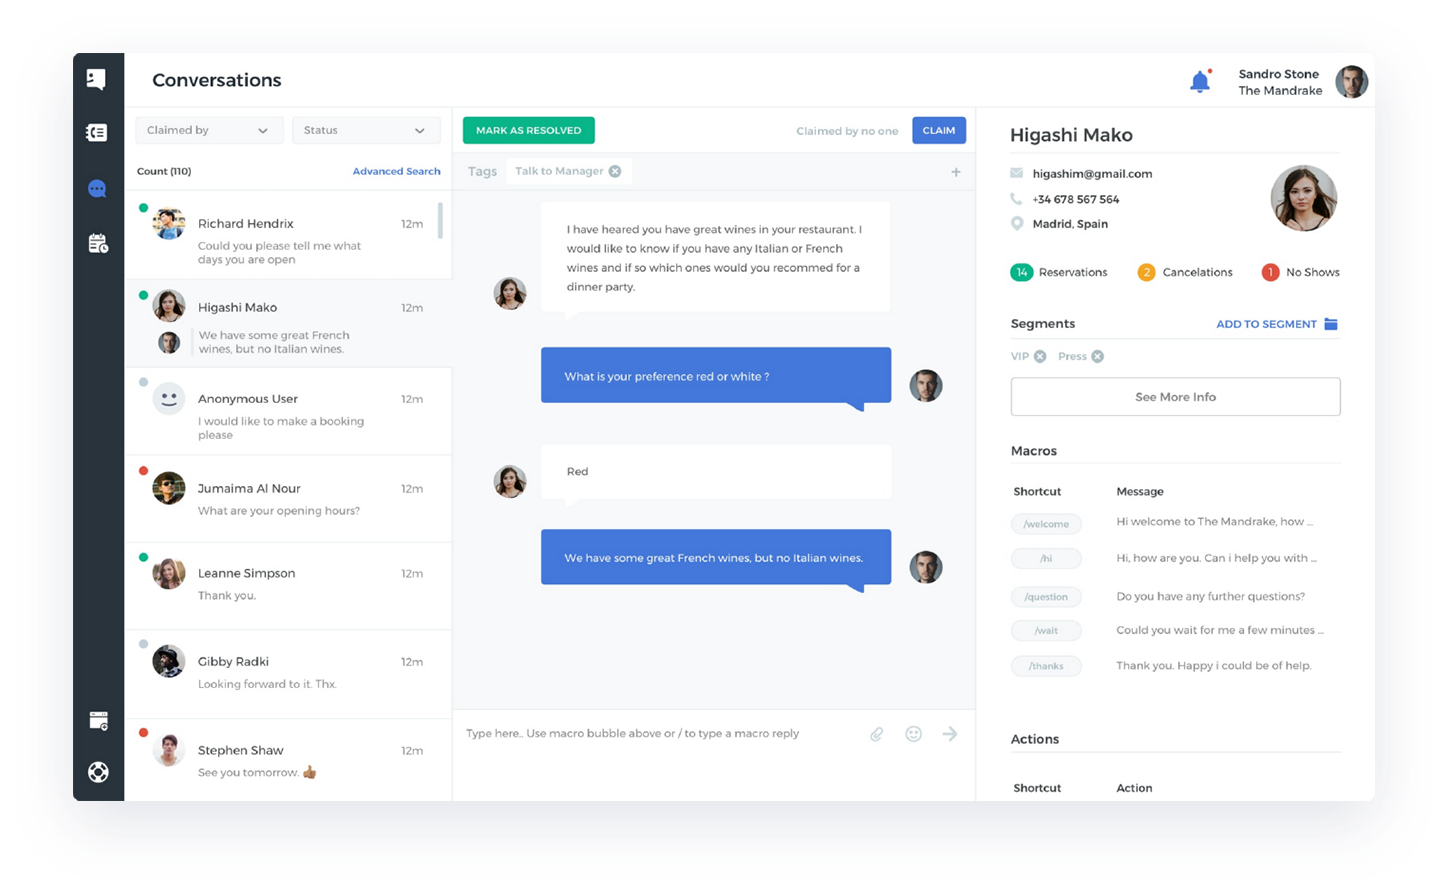 Conversations
Sandro Stone
The Mandrake
Claimed by
Status
Count (110)
Advanced Search
Richard Hendrix
12m
Could you please tell me what
days you are open
Higashi Mako
12m
We have some great French
wines, but no Italian wines.
Anonymous User
12m
I would like to make a booking
please
Jumaima Al Nour
12m
What are your opening hours?
Leanne Simpson
12m
Thank you.
Gibby Radki
12m
Looking forward to it. Thx.
Stephen Shaw
12m
See you tomorrow. 👍🏽
MARK AS RESOLVED
Claimed by no one
CLAIM
Tags
Talk to Manager
I have heared you have great wines in your restaurant. I
would like to know if you have any Italian or French
wines and if so which ones would you recommed for a
dinner party.
What is your preference red or white ?
Red
We have some great French wines, but no Italian wines.
Type here.. Use macro bubble above or / to type a macro reply
Higashi Mako
higashim@gmail.com
+34 678 567 564
Madrid, Spain
14 Reservations
2 Cancelations
1 No Shows
Segments
ADD TO SEGMENT
VIP
Press
See More Info
Macros
Shortcut Message
/welcome Hi welcome to The Mandrake, how ...
/hi Hi, how are you. Can i help you with ...
/question Do you have any further questions?
/wait Could you wait for me a few minutes ...
/thanks Thank you. Happy i could be of help.
Actions
Shortcut Action